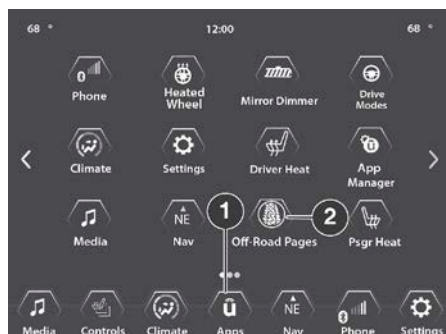 68 ° 12:00 68 °
Phone
Heated
Wheel
Mirror Dimmer
Drive
Modes
Climate
Settings
Driver Heat
App
Manager
NE
1
2
Media
Nav
Off-Road Pages
Psgr Heat
û
NE
Media
Controls
Climate
Apps
Nav
Phone
Settings